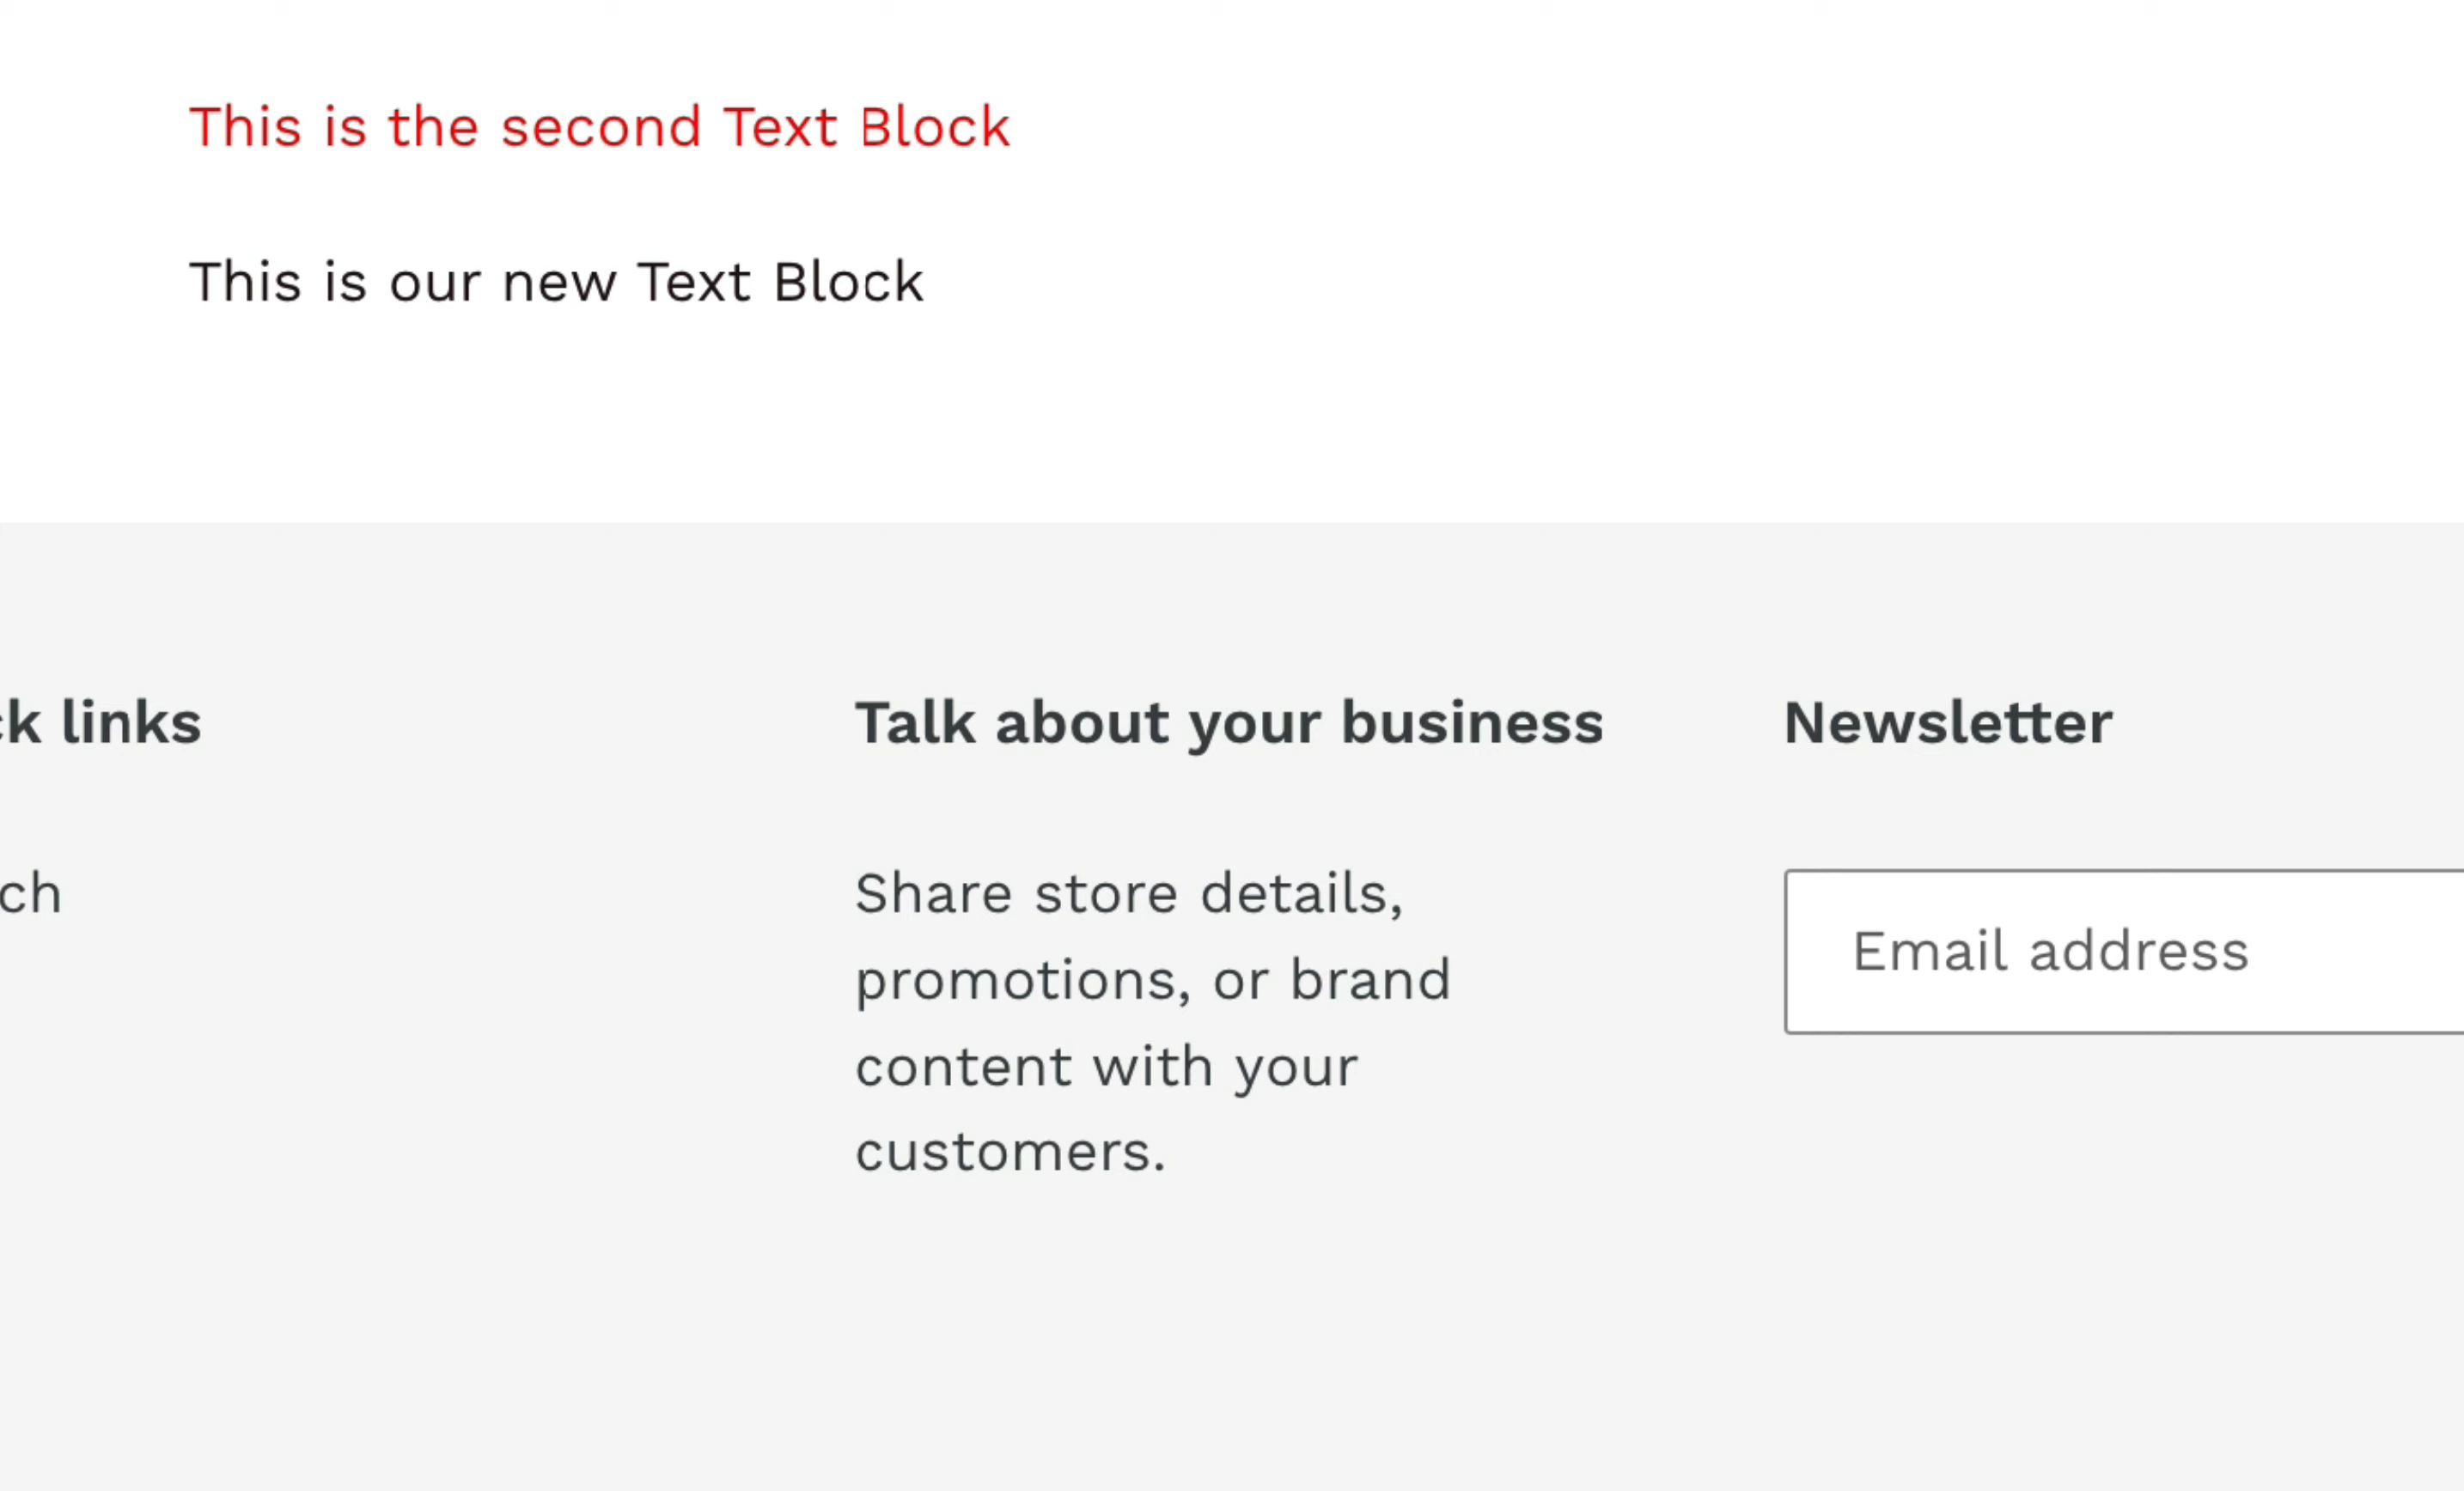 This is the second Text Block
This is our new Text Block
links
Talk about your business
Newsletter
Share store details,
promotions, or brand
content with your
customers.
Email address